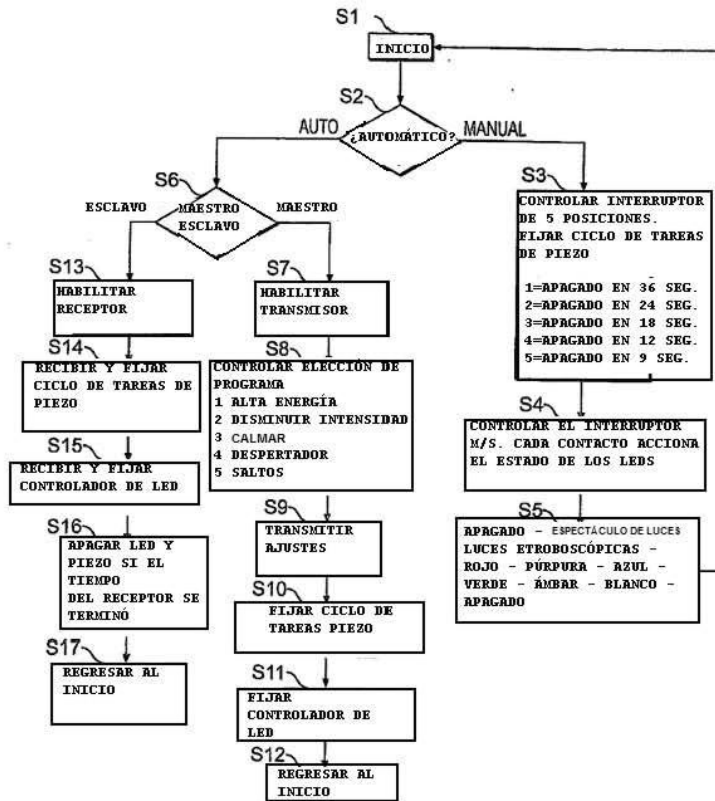 S1
INICIO
S2
AUTO
¿AUTOMÁTICO?
MANUAL
S6
ESCLAVO
MAESTRO
ESCLAVO
MAESTRO
S3
CONTROLAR INTERRUPTOR
DE 5 POSICIONES.
FIJAR CICLO DE TAREAS
DE PIEZO
1=APAGADO EN 36 SEG.
2=APAGADO EN 24 SEG.
3=APAGADO EN 18 SEG.
4=APAGADO EN 12 SEG.
5=APAGADO EN 9 SEG.
S13
HABILITAR
RECEPTOR
S7
HABILITAR
TRANSMISOR
S14
RECIBIR Y FIJAR
CICLO DE TAREAS DE
PIEZO
S8
CONTROLAR ELECCIÓN DE
PROGRAMA
1 ALTA ENERGÍA
2 DISMINUIR INTENSIDAD
3 CALMAR
4 DESPERTADOR
5 SALTOS
S4
CONTROLAR EL INTERRUPTOR
M/S. CADA CONTACTO ACCIONA
EL ESTADO DE LOS LEDS
S15
RECIBIR Y FIJAR
CONTROLADOR DE LED
S9
TRANSMITIR
AJUSTES
S5
APAGADO - ESPECTÁCULO DE LUCES
LUCES ETROBOSCÓPICAS -
ROJO - PÚRPURA - AZUL -
VERDE - ÁMBAR - BLANCO -
APAGADO
S16
APAGAR LED Y
PIEZO SI EL
TIEMPO
DEL RECEPTOR SE
TERMINÓ
S10
FIJAR CICLO DE
TAREAS PIEZO
S17
REGRESAR AL
INICIO
S11
FIJAR
CONTROLADOR DE
LED
S12
REGRESAR AL
INICIO